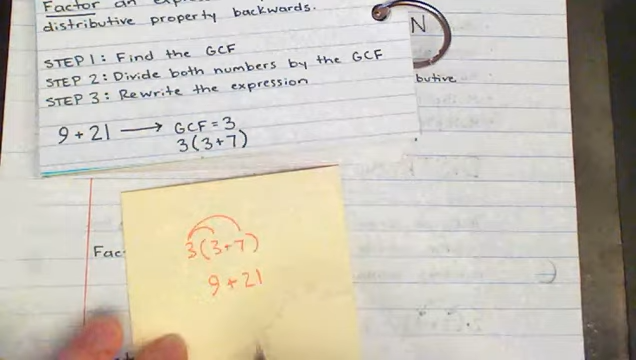 Factor an
distributive property backwards.
STEP 1: Find the GCF
STEP 2: Divide both numbers by the GCF
STEP 3: Rewrite the expression
9 + 21 → GCF = 3
3(3+7)
N
butive
Fac
3(3+7)
9 + 21